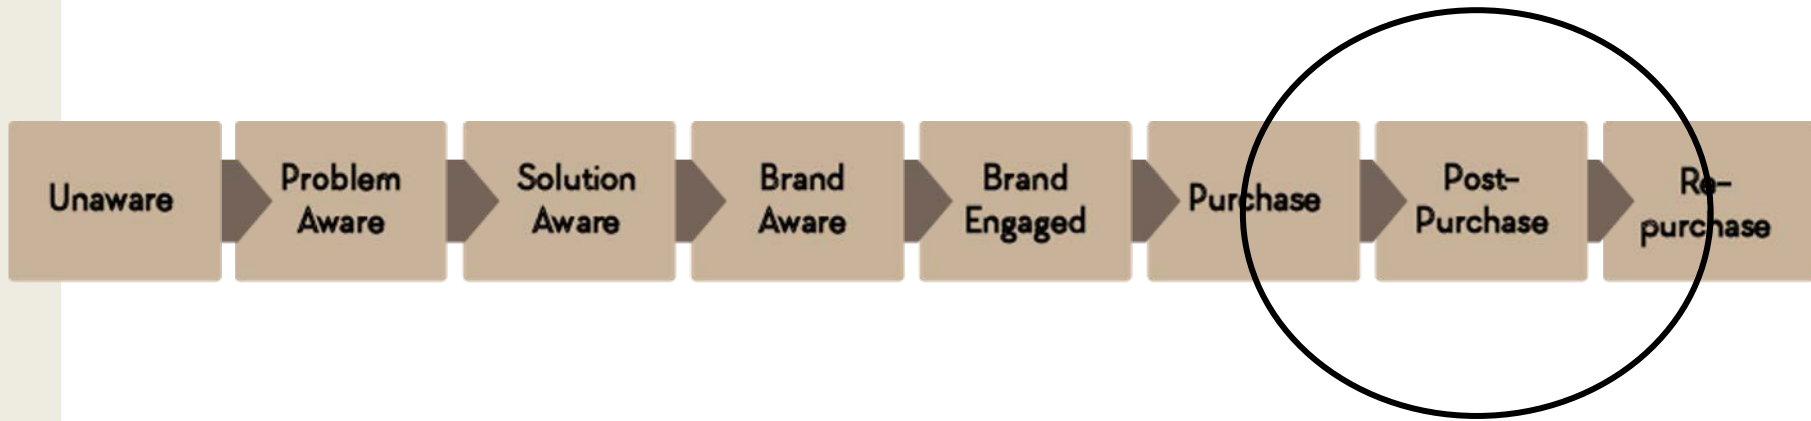 Unaware
Problem
Aware
Solution
Aware
Brand
Aware
Brand
Engaged
Purchase
Post-
Purchase
Re-
purchase